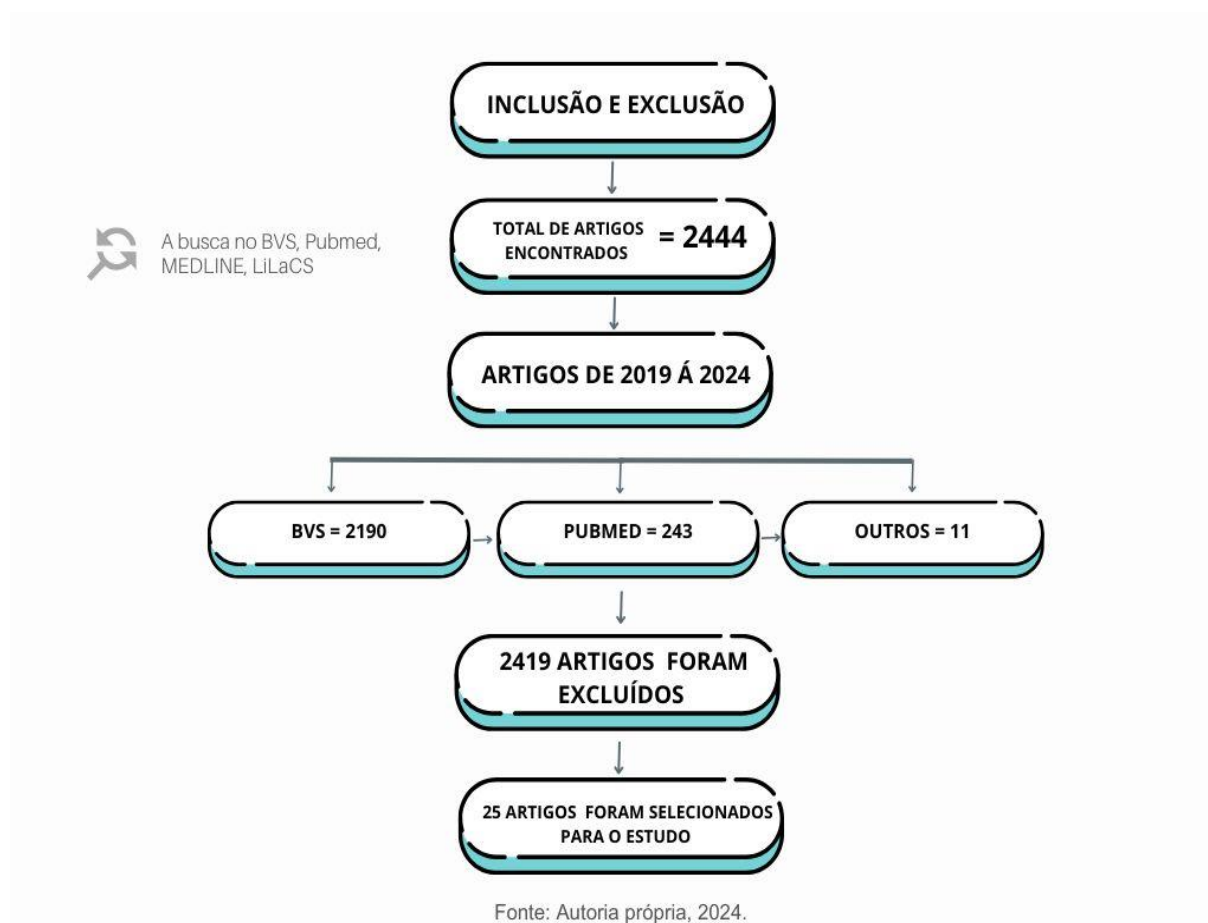 INCLUSÃO E EXCLUSÃO
TOTAL DE ARTIGOS
ENCONTRADOS
= 2444
A busca no BVS, Pubmed,
MEDLINE, LiLaCS
ARTIGOS DE 2019 Á 2024
BVS = 2190
PUBMED = 243
OUTROS = 11
2419 ARTIGOS FORAM
EXCLUÍDOS
25 ARTIGOS FORAM SELECIONADOS
PARA O ESTUDO
Fonte: Autoria própria, 2024.